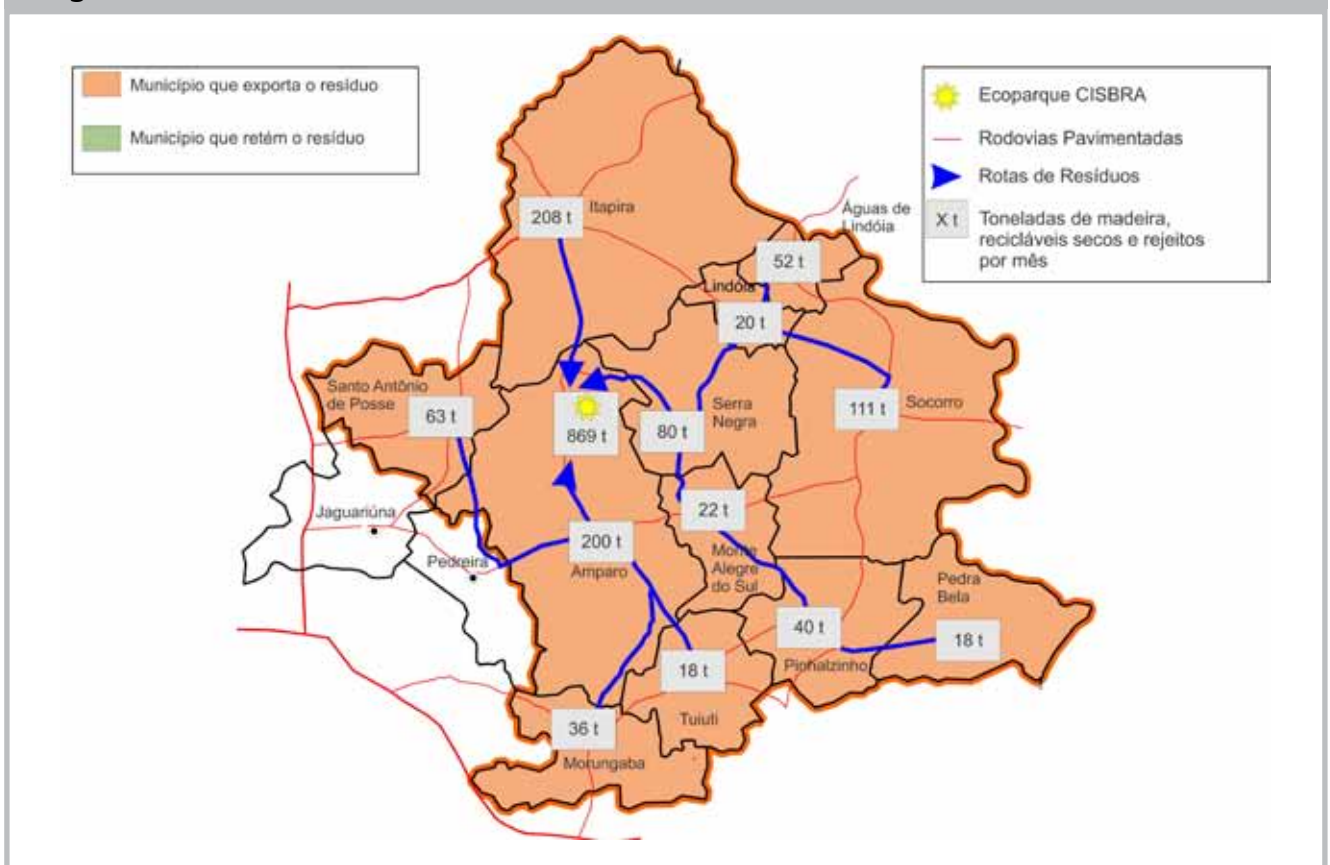 Município que exporta o resíduo
Município que retém o resíduo
Ecoparque CISBRA
Rodovias Pavimentadas
Rotas de Resíduos
X t
Toneladas de madeira,
recicláveis secos e rejeitos
por mês
208 t
Itapira
Águas de
Lindóia
52 t
Lindóia
20 t
Santo Antônio
de Posse
63 t
869 t
80 t
Serra
Negra
111 t
Socorro
Jaguariúna
Pedreira
200 t
Amparo
22 t
Monte
Alegre
do Sul
Pedra
Bela
40 t
18 t
Pinhalzinho
18 t
Tuiuti
36 t
Morungaba